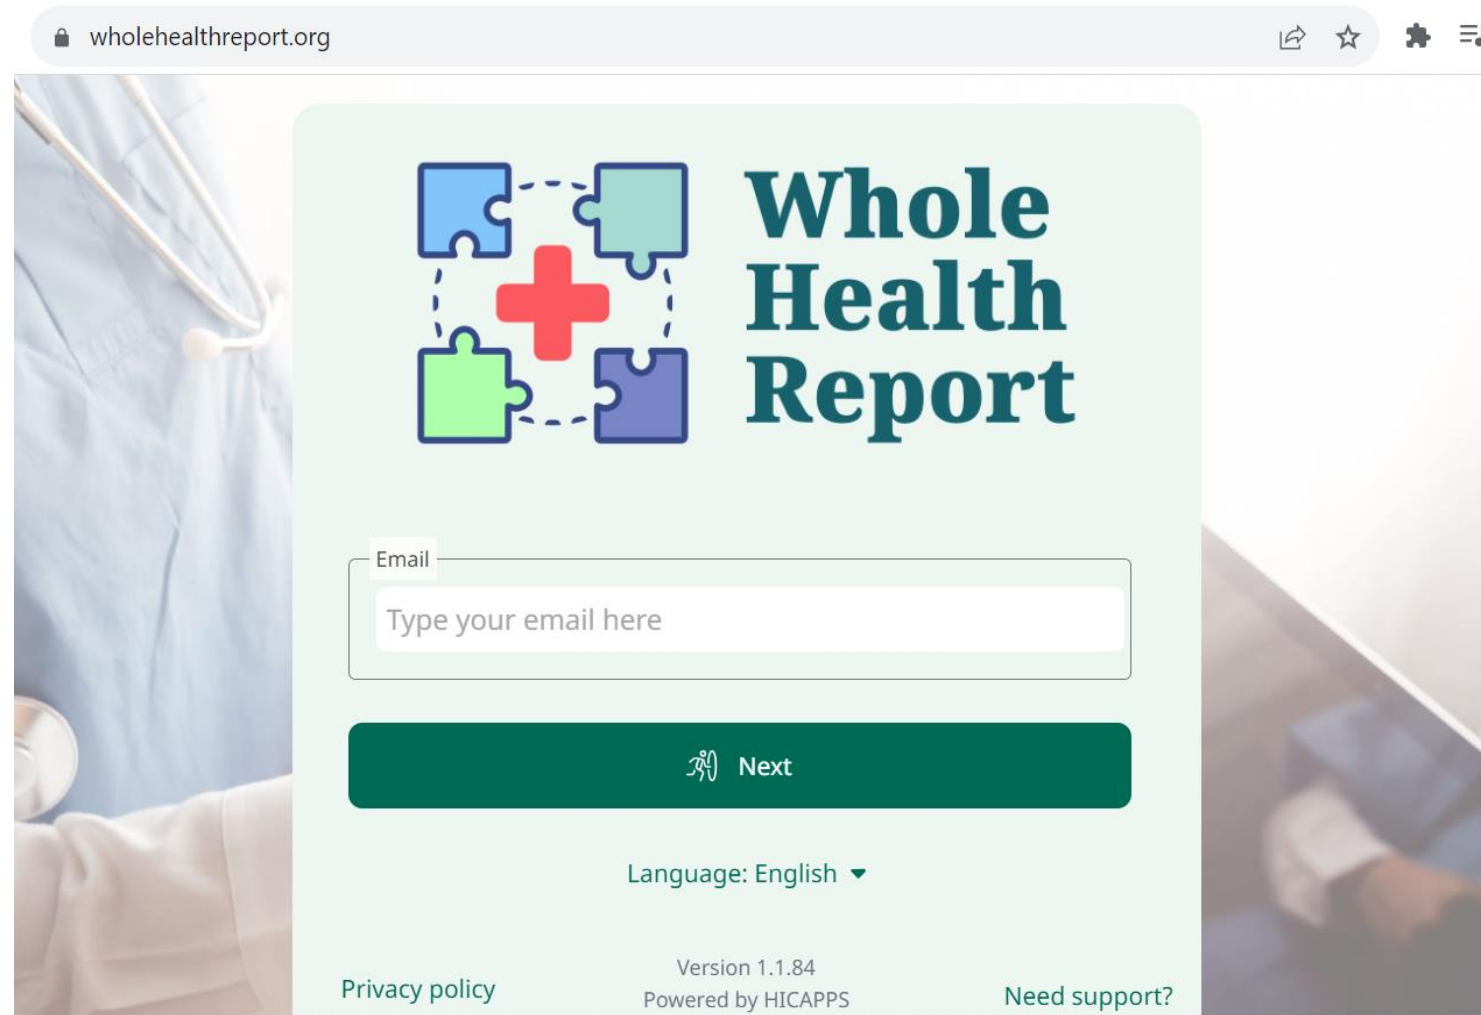 wholehealthreport.org
Whole
Health
Report
Email
Type your email here
Next
Language: English
Version 1.1.84
Privacy policy
Powered by HICAPPS
Need support?